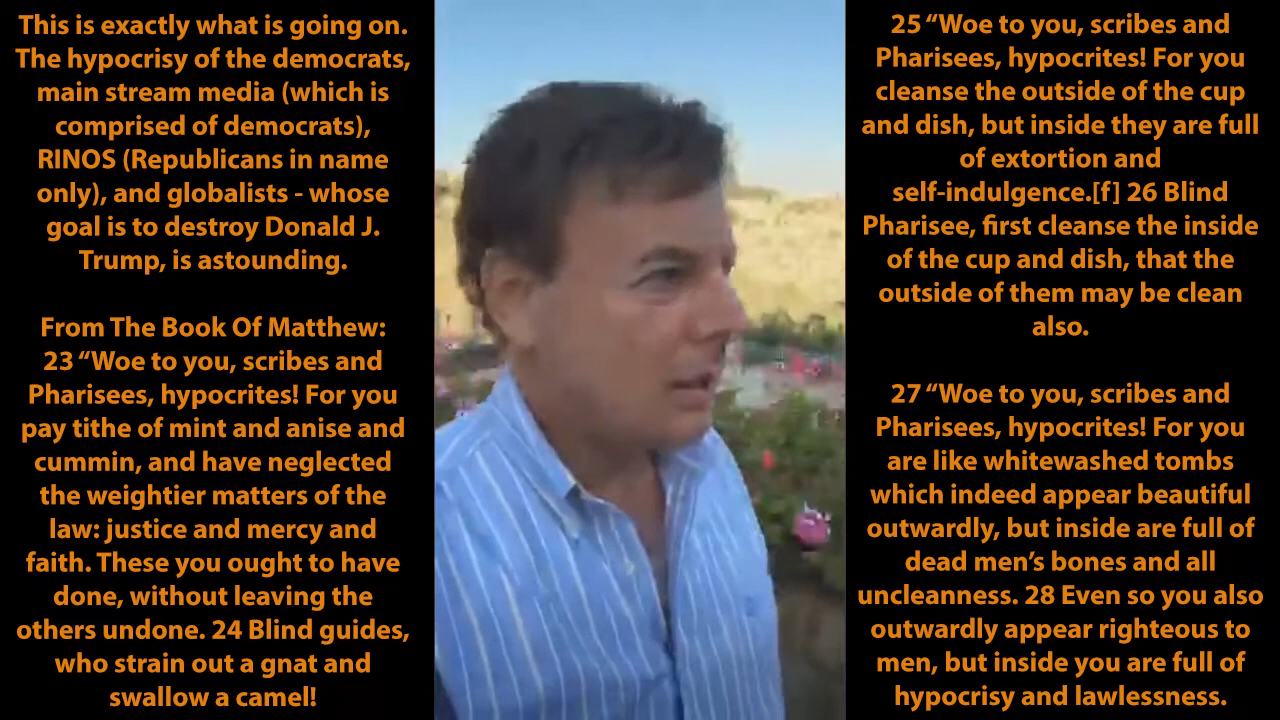 This is exactly what is going on.
The hypocrisy of the democrats,
main stream media (which is
comprised of democrats),
RINOS (Republicans in name
only), and globalists - whose
goal is to destroy Donald J.
Trump, is astounding.
From The Book Of Matthew:
23 “Woe to you, scribes and
Pharisees, hypocrites! For you
pay tithe of mint and anise and
cummin, and have neglected
the weightier matters of the
law: justice and mercy and
faith. These you ought to have
done, without leaving the
others undone. 24 Blind guides,
who strain out a gnat and
swallow a camel!
25 “Woe to you, scribes and
Pharisees, hypocrites! For you
cleanse the outside of the cup
and dish, but inside they are full
of extortion and
self-indulgence.[f] 26 Blind
Pharisee, first cleanse the inside
of the cup and dish, that the
outside of them may be clean
also.
27 “Woe to you, scribes and
Pharisees, hypocrites! For you
are like whitewashed tombs
which indeed appear beautiful
outwardly, but inside are full of
dead men’s bones and all
uncleanness. 28 Even so you also
outwardly appear righteous to
men, but inside you are full of
hypocrisy and lawlessness.